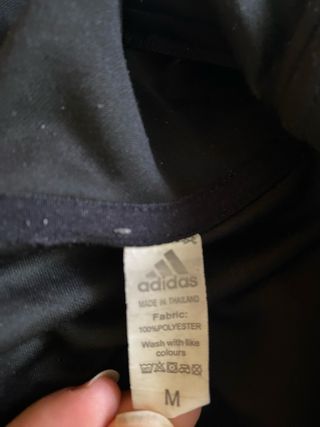 adidas
MADE IN THAILAND
Fabric:
100%POLYESTER
Wash with like
colours
M